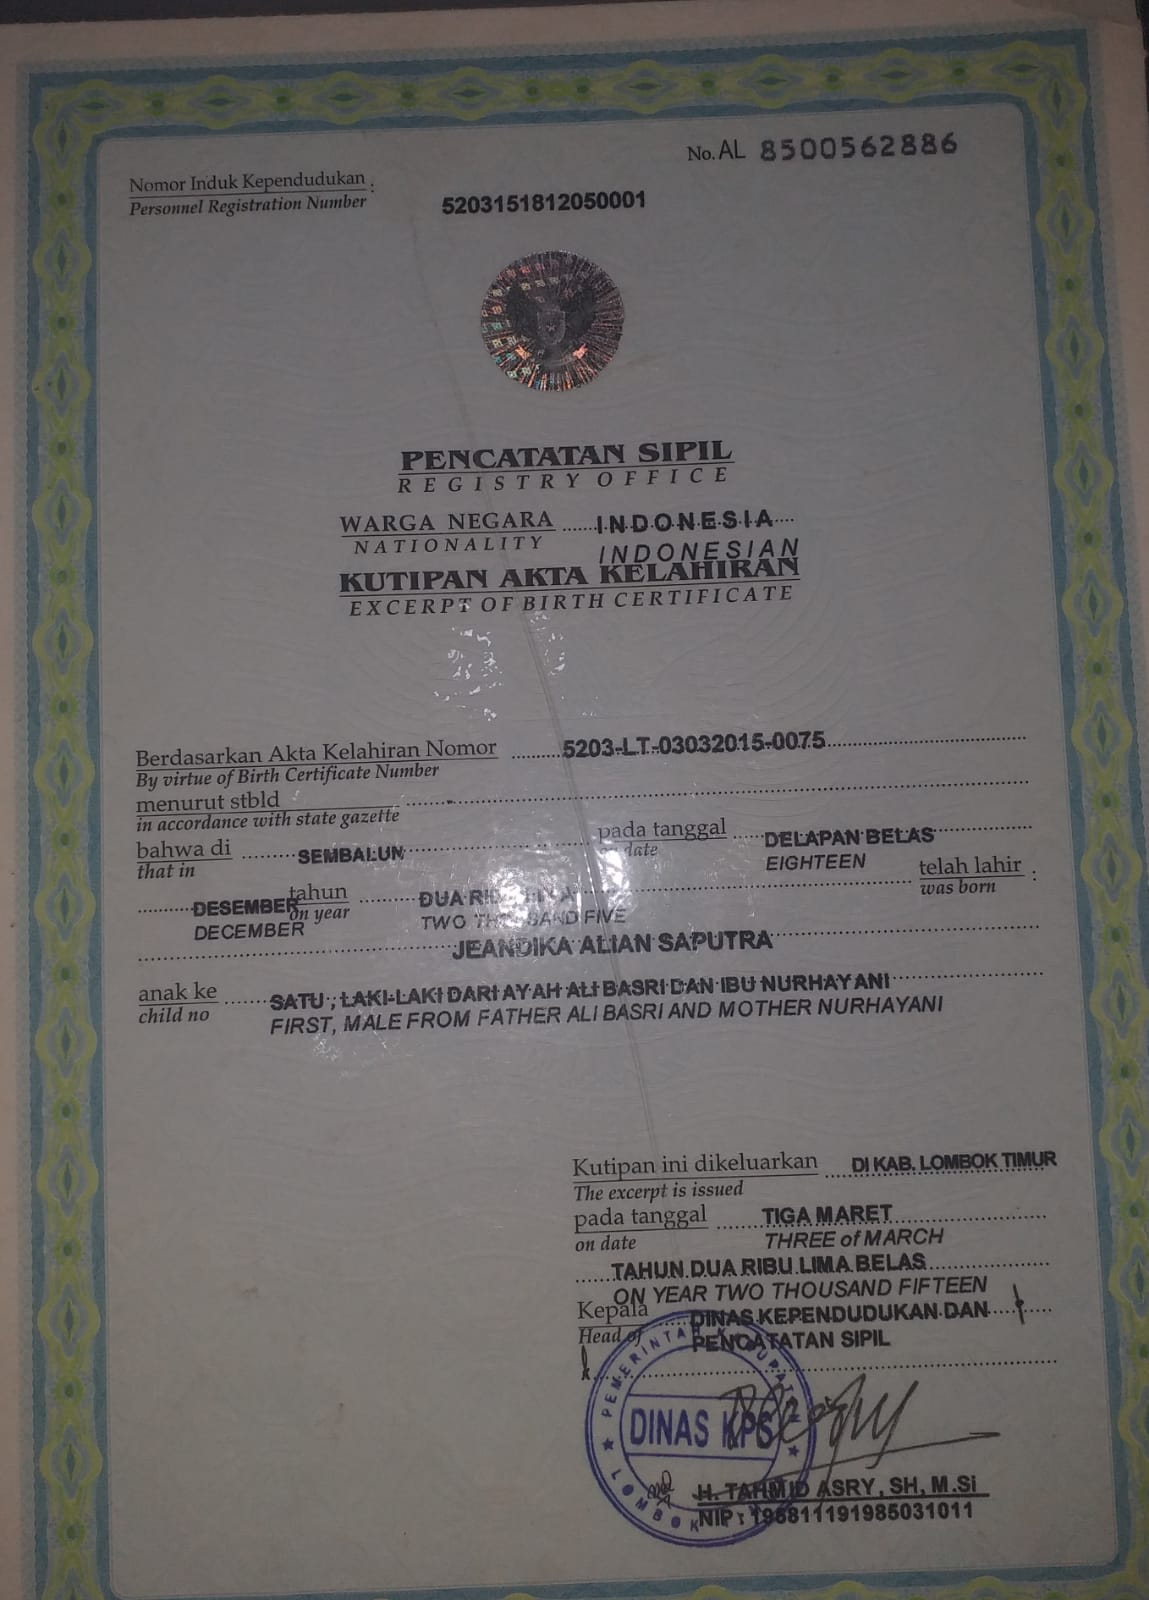 No. AL 8500562886
Nomor Induk Kependudukan :
Personnel Registration Number
5203151812050001
PENCATATAN SIPIL
REGISTRY OFFICE
WARGA NEGARA ......I.N.D.O.N.E.S.I.A....
NATIONALITY INDONESIAN
KUTIPAN AKTA KELAHIRAN
EXCERPT OF BIRTH CERTIFICATE
Berdasarkan Akta Kelahiran Nomor 5203-LT-03032015-0075
By virtue of Birth Certificate Number
menurut stbld -
in accordance with state gazette
bahwa di SEMBALUN pada tanggal DELAPAN BELAS
that in date EIGHTEEN
telah lahir :
was born
DESEMBER tahun DUA
DECEMBER on year TWO THOUSAND FIVE
JEANDIKA ALIAN SAPUTRA
anak ke SATU ; LAKI-LAKI DARI AYAH ALI BASRI DAN IBU NURHAYANI
child no FIRST, MALE FROM FATHER ALI BASRI AND MOTHER NURHAYANI
Kutipan ini dikeluarkan DI KAB. LOMBOK TIMUR
The excerpt is issued
pada tanggal TIGA MARET
on date THREE of MARCH
TAHUN DUA RIBU LIMA BELAS
ON YEAR TWO THOUSAND FIFTEEN
Kepala DINAS KEPENDUDUKAN DAN
Head of PENCATATAN SIPIL
PEMERINTAH
DINAS KPS
LOMBOK
H. TAHMID ASRY, SH, M.Si
NIP : 195811191985031011